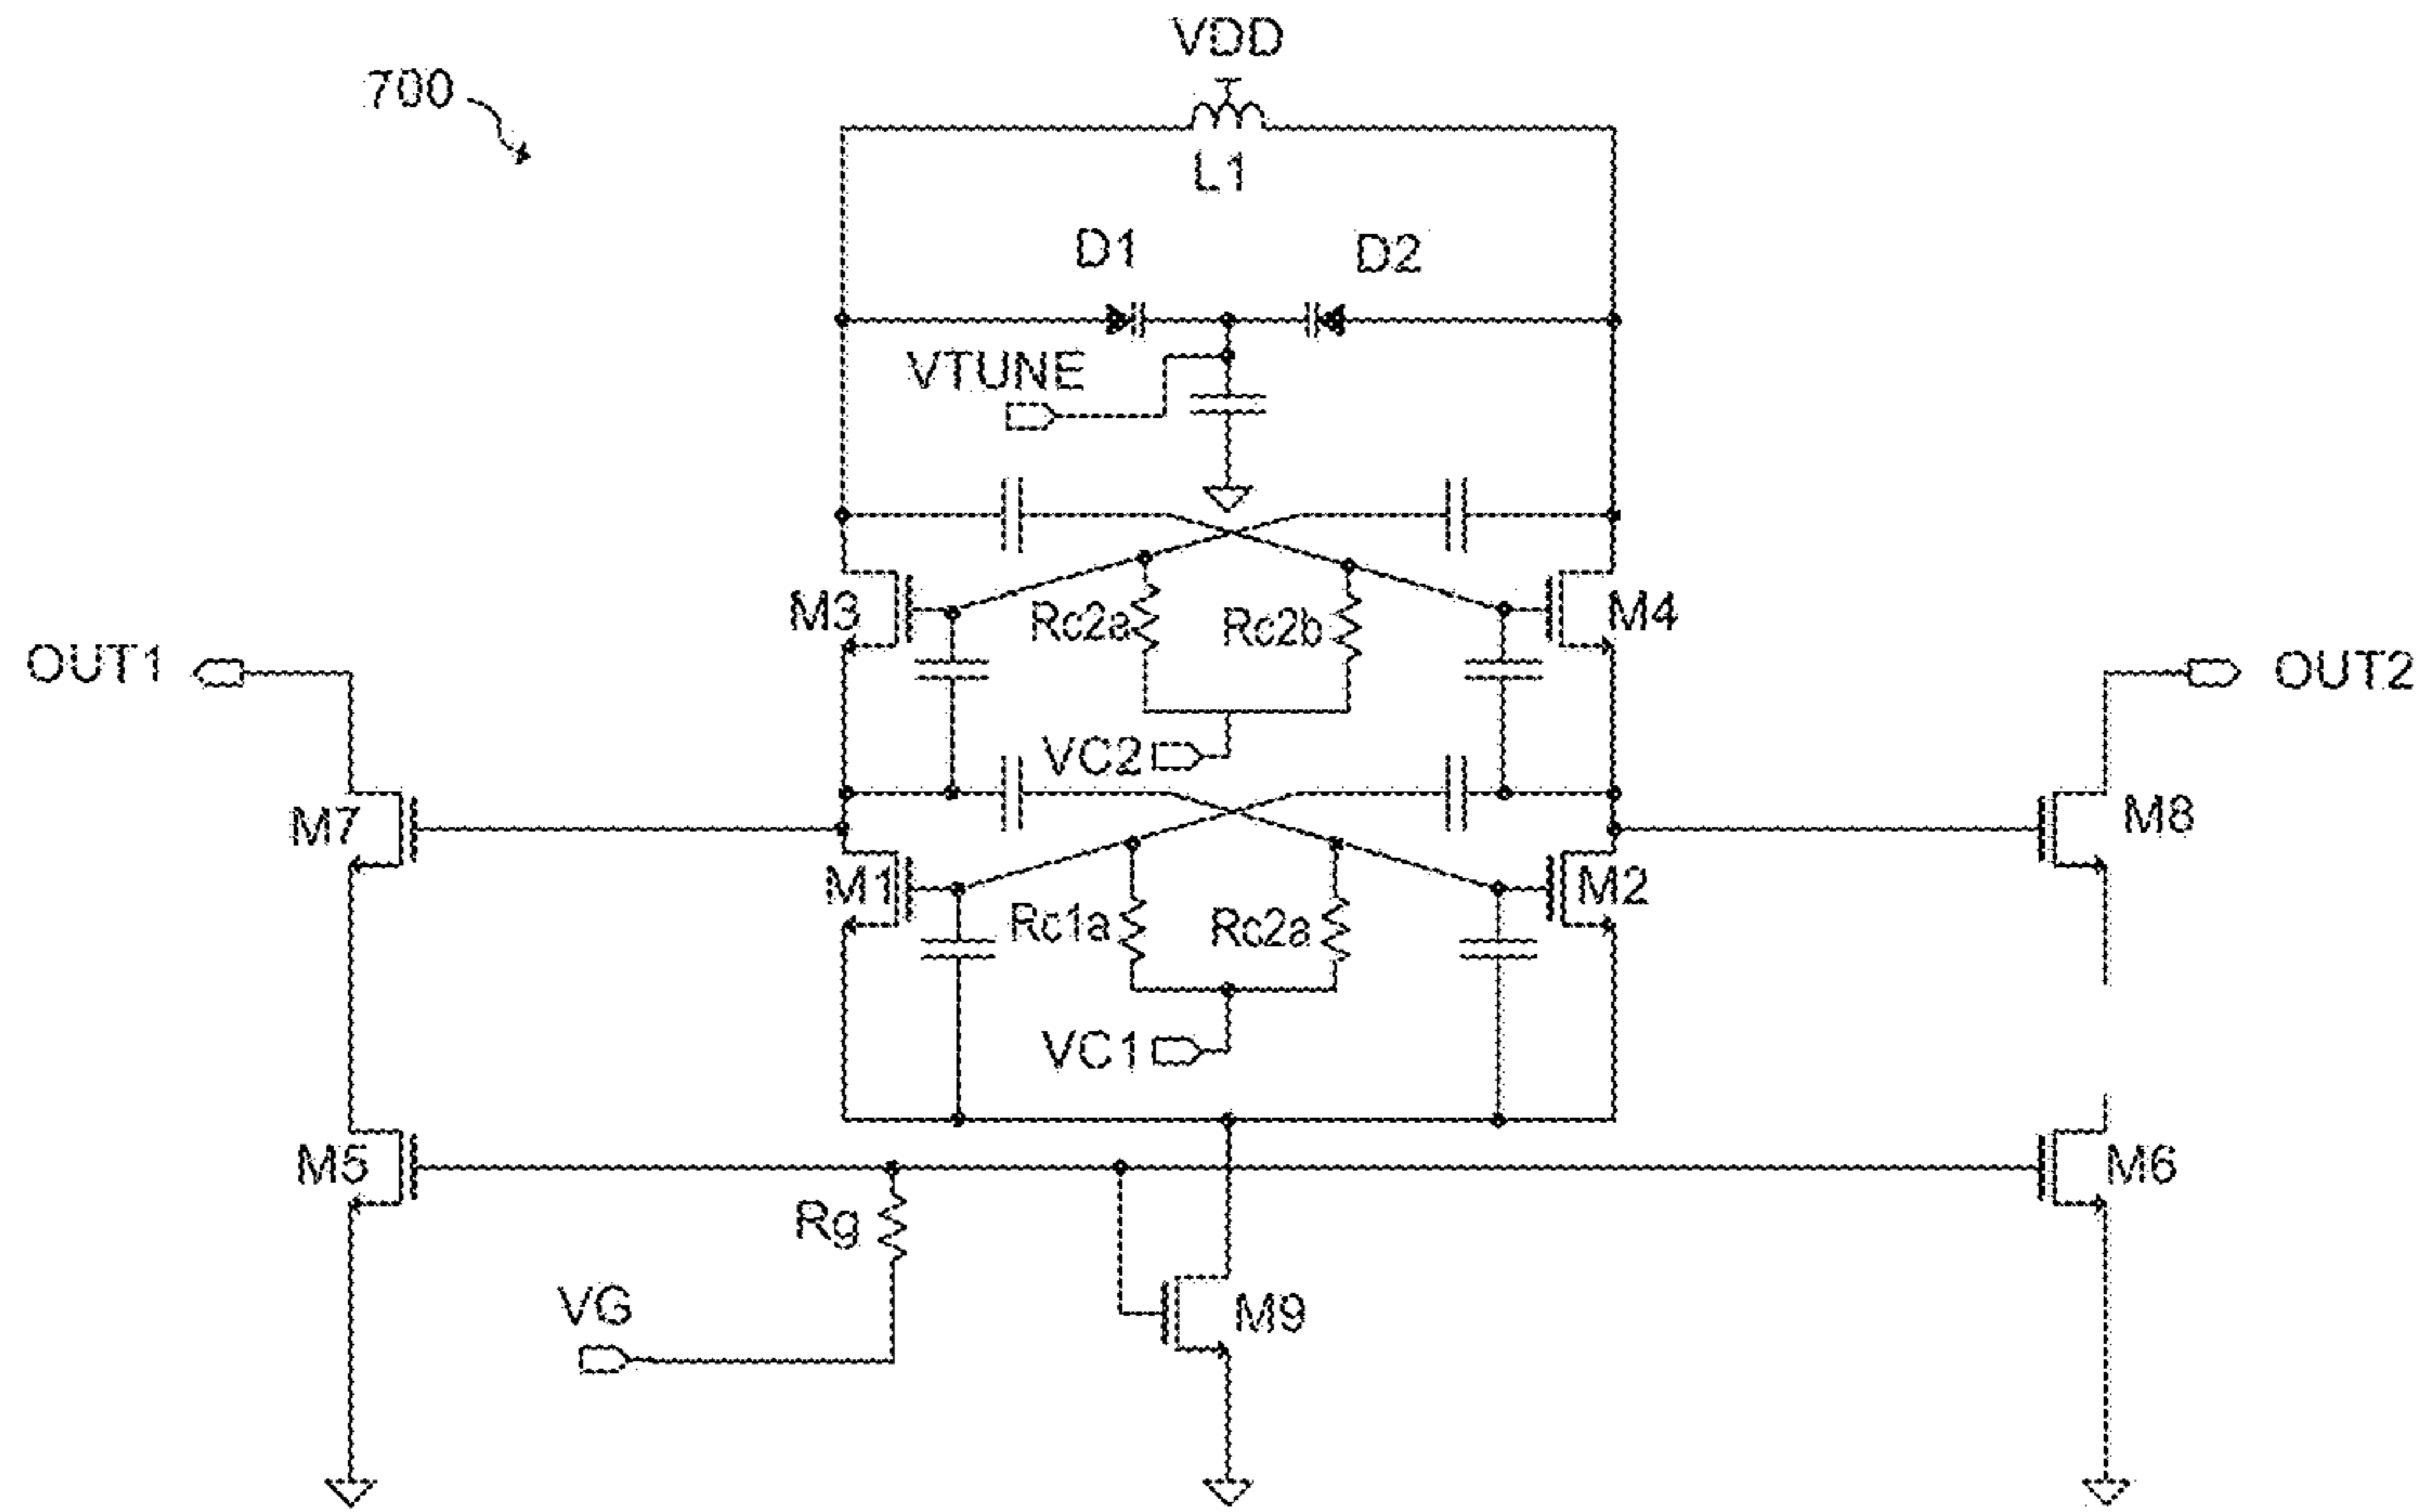 VDD
700
L1
D1
D2
VTUNE
M3
Rc2a
Rc2b
M4
OUT1
OUT2
VC2
M7
M8
M1
Rc1a
Rc2a
M2
VC1
M5
M6
Rg
VG
M9